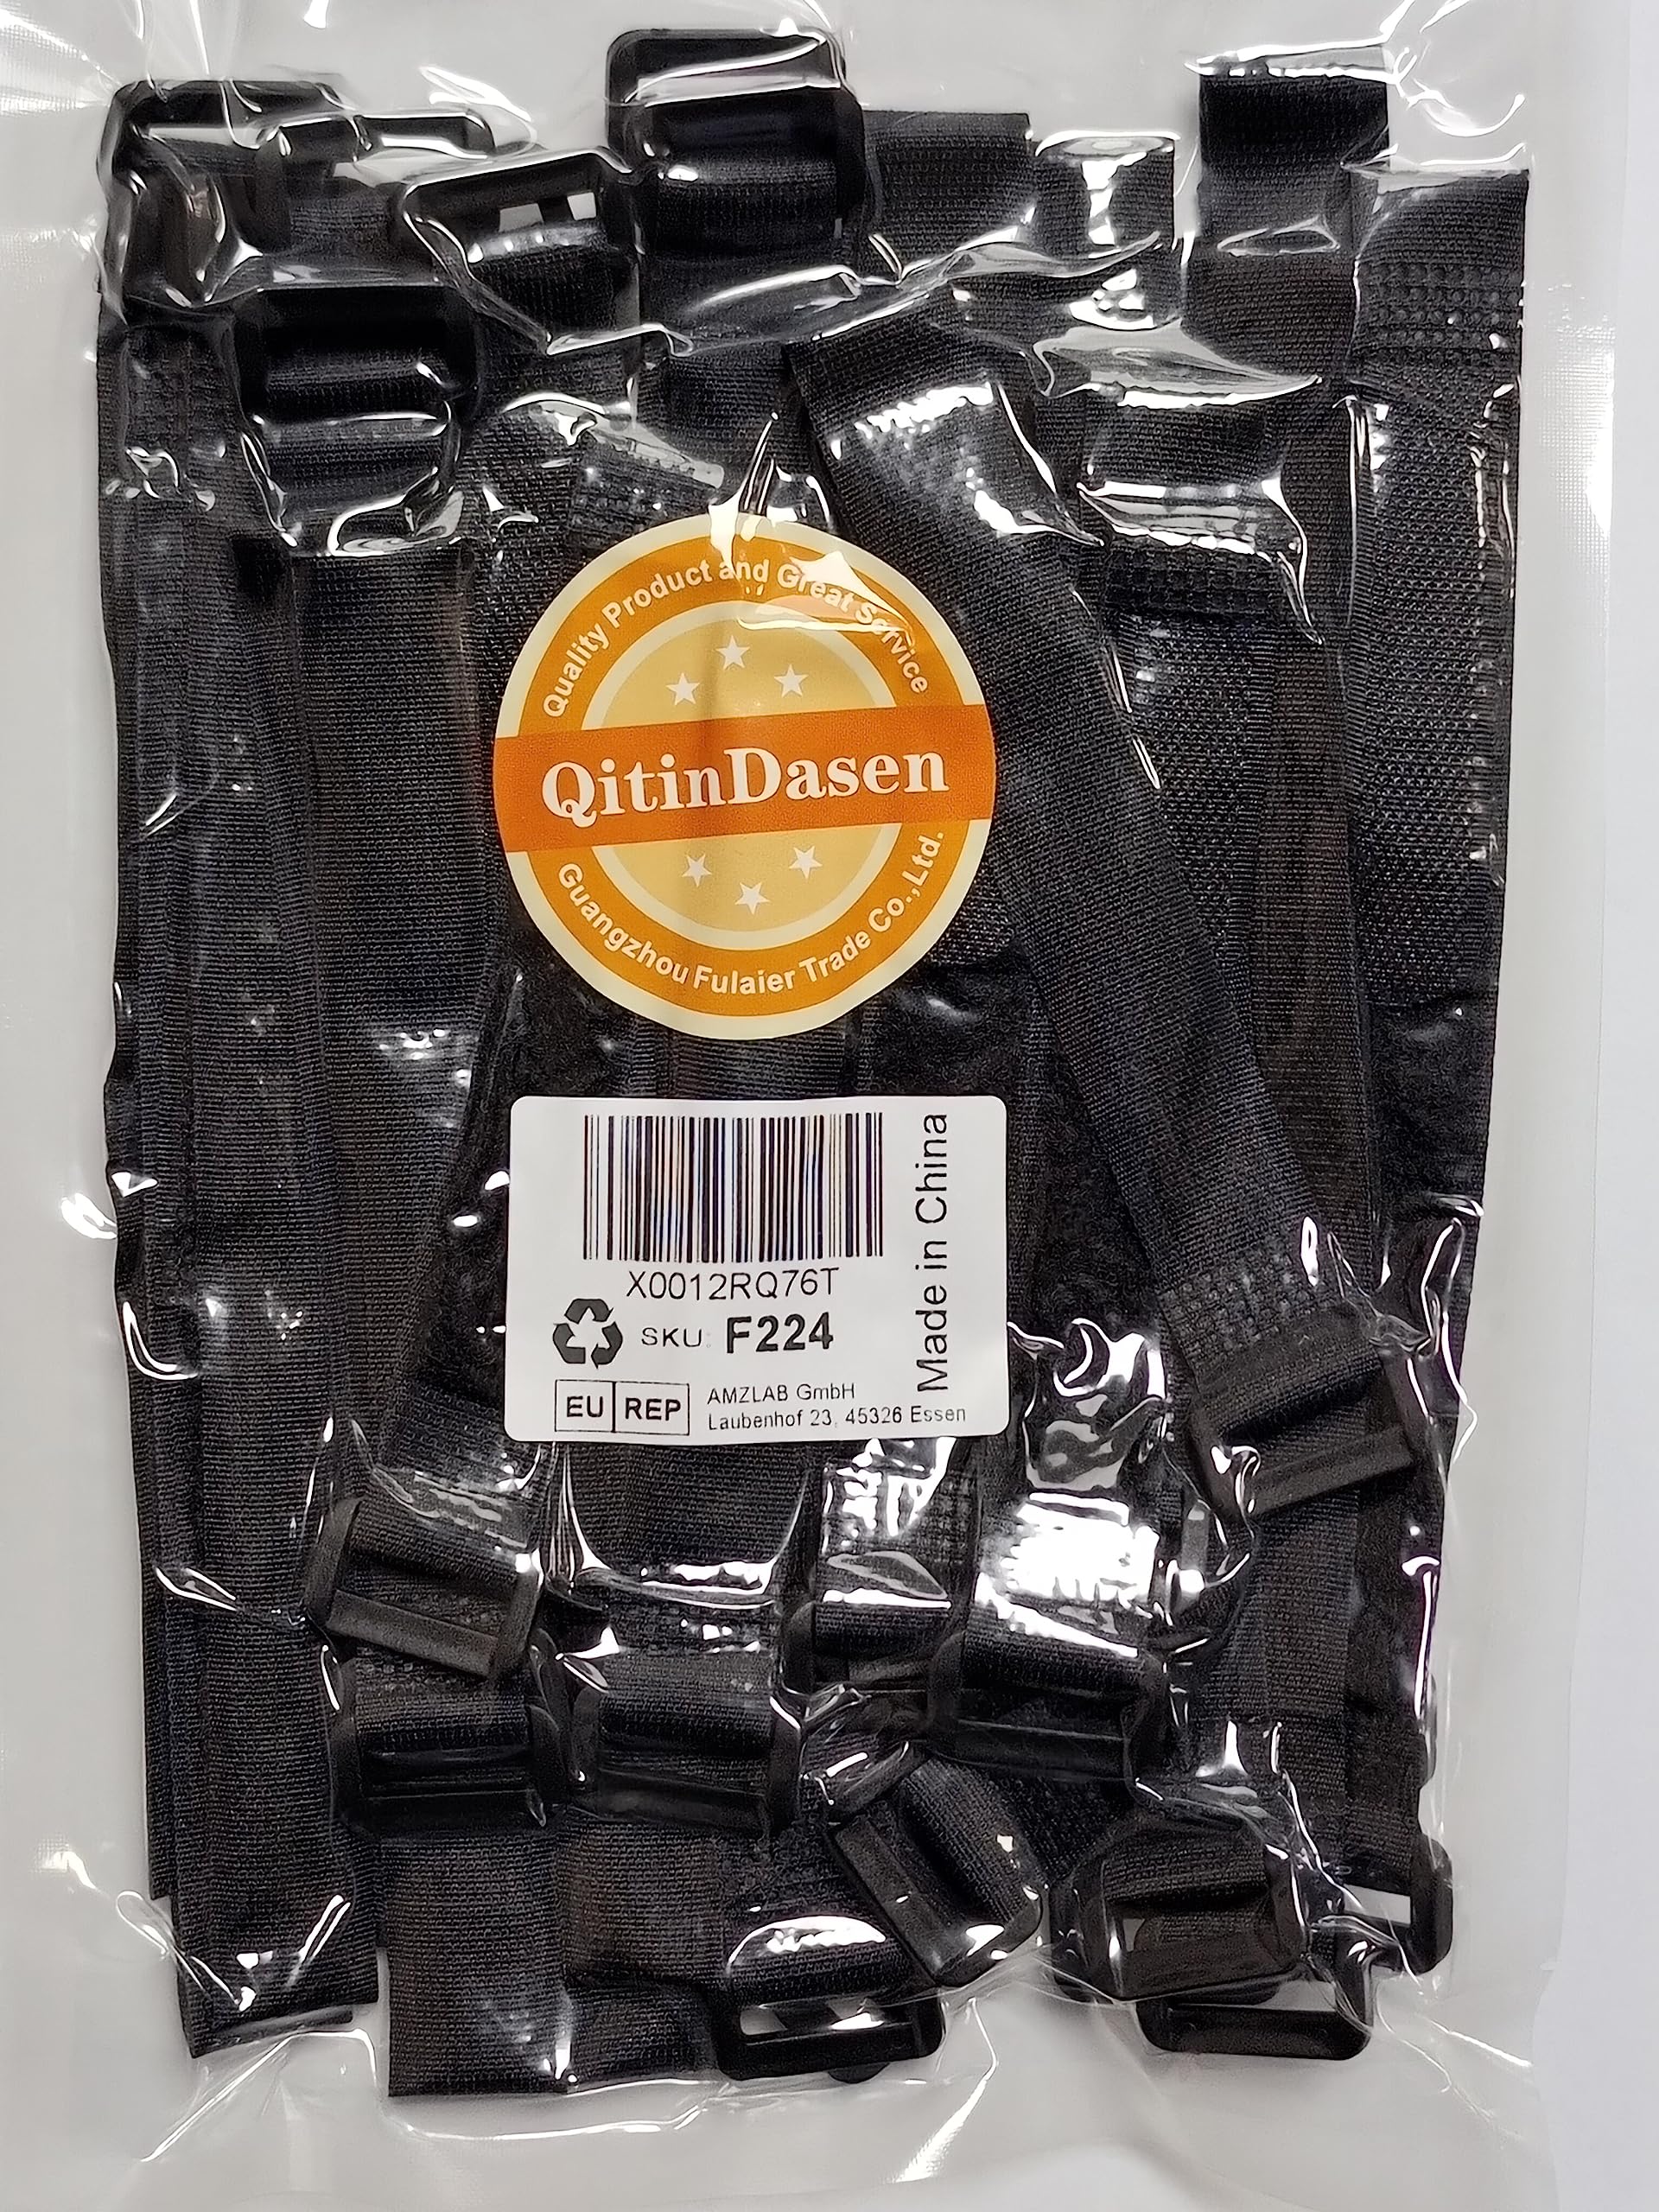 Quality Product and Great Service
QitinDasen
Guangzhou Fulaier Trade Co.,Ltd.
X0012RQ76T
SKU: F224
EU REP
AMZLAB GmbH
Laubenhof 23, 45326 Essen
Made in China